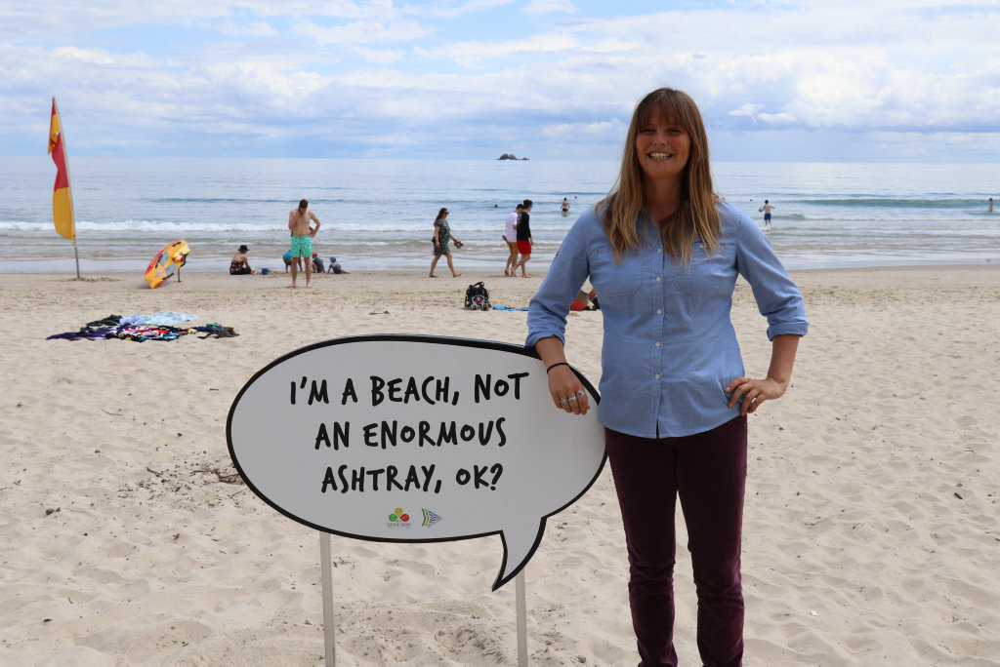 I'M A BEACH, NOT
AN ENORMOUS
ASHTRAY, OK?